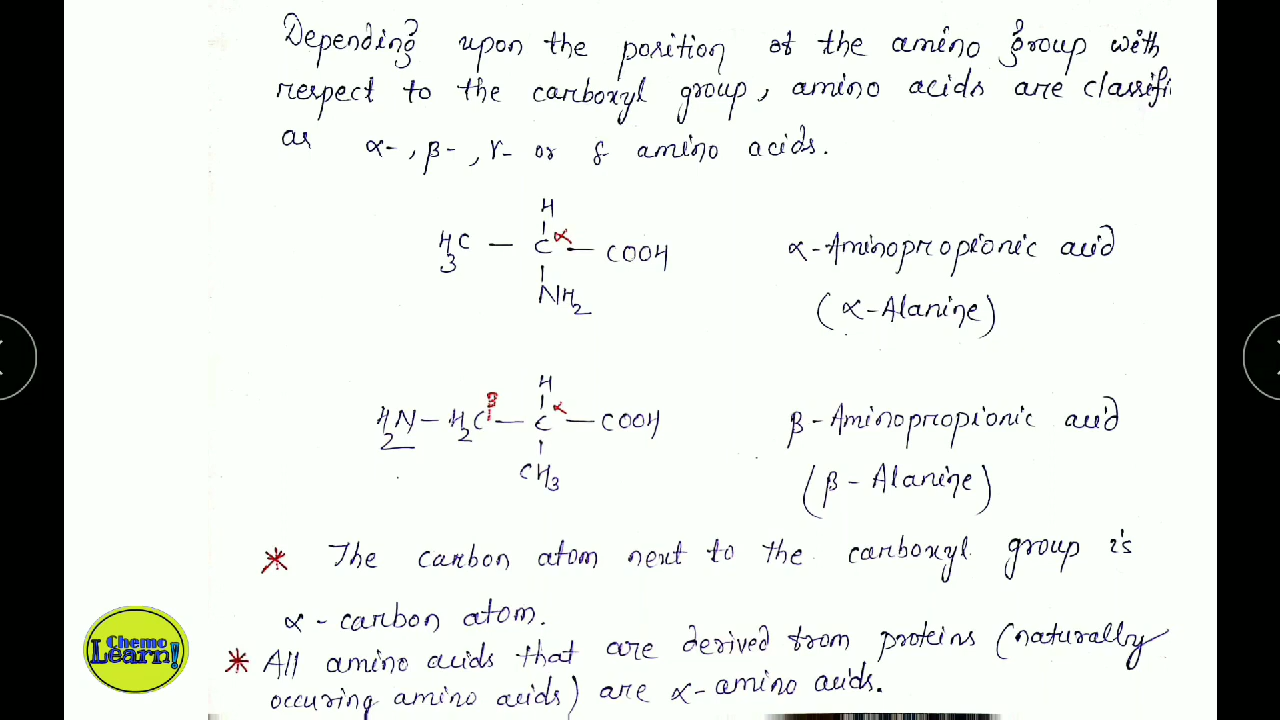 Depending upon the position of the amino group with
respect to the carboxyl group, amino acids are classifi
as α-, β-, γ- or δ amino acids.
H
H3C — C α — COOH
NH2
α-Aminopropionic acid
(α-Alanine)
H
H2N — H2C β — C α — COOH
CH3
β-Aminopropionic acid
(β-Alanine)
* The carbon atom next to the carboxyl group is
α-carbon atom.
* All amino acids that are derived from proteins (naturally
occuring amino acids) are α-amino acids.
Chemo
Learn!